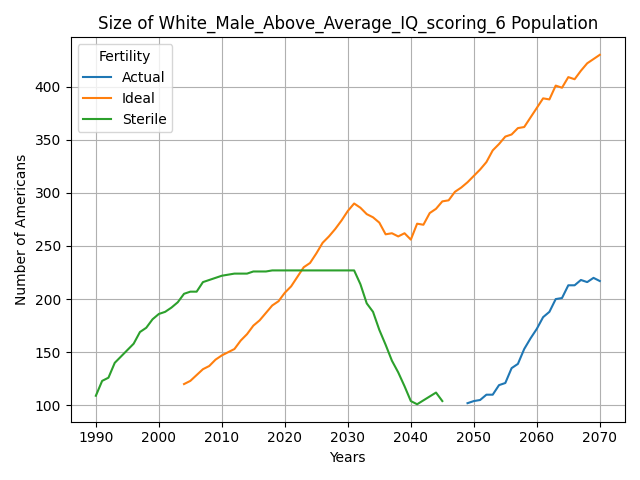 Size of White_Male_Above_Average_IQ_scoring_6 Population
Fertility
Actual
Ideal
Sterile
Number of Americans
400
350
300
250
200
150
100
1990 2000 2010 2020 2030 2040 2050 2060 2070
Years